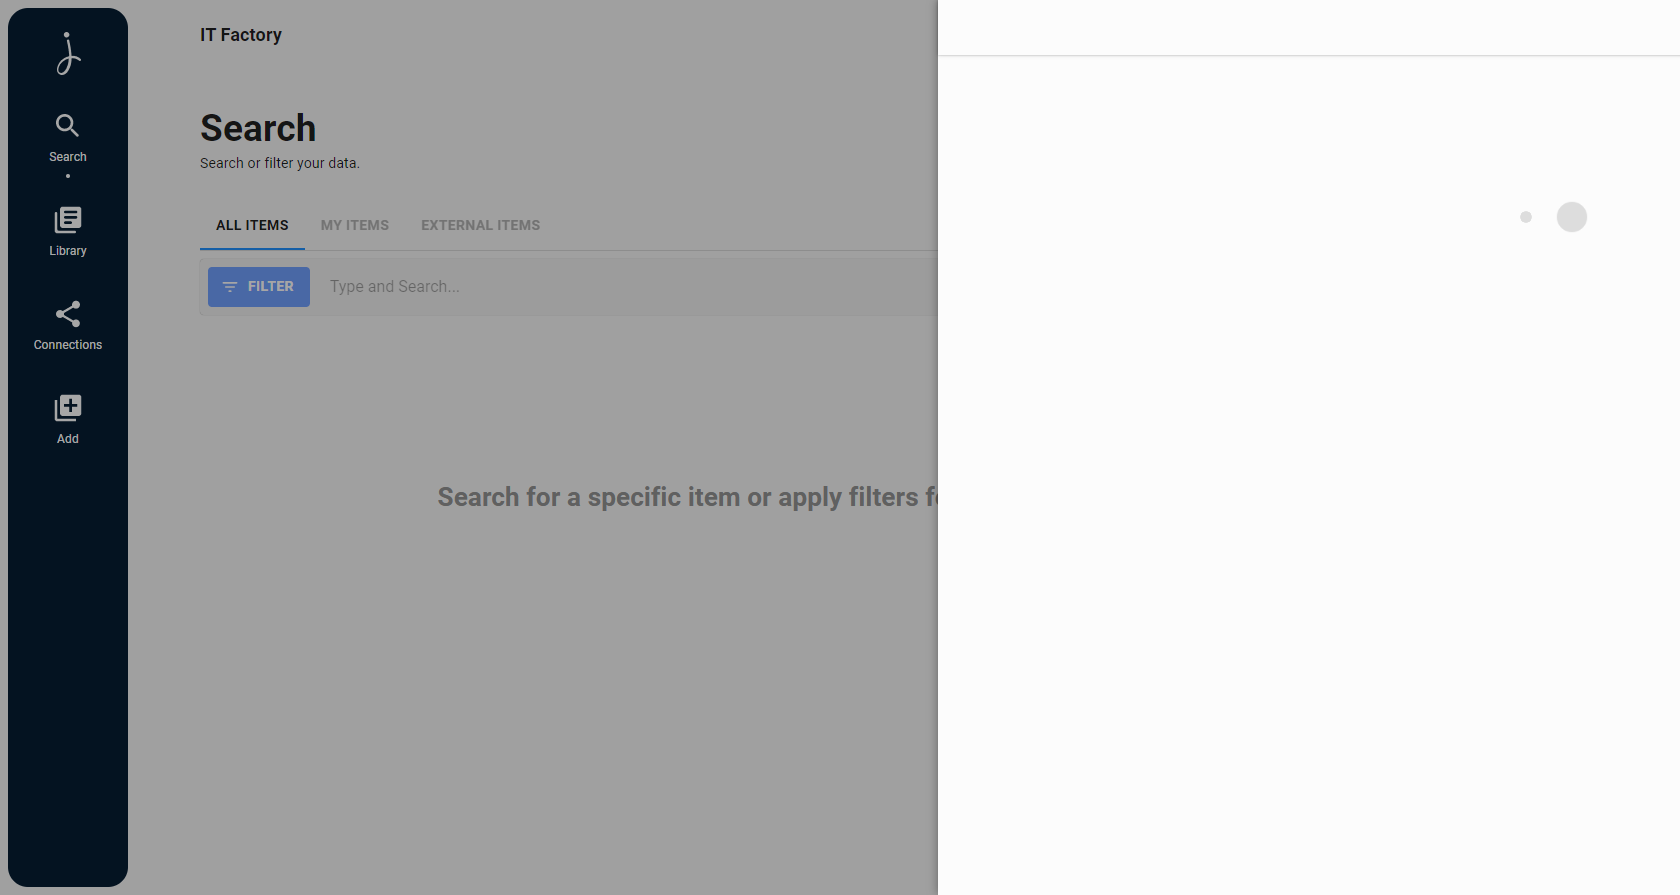 IT Factory
Search
Search or filter your data.
ALL ITEMS MY ITEMS EXTERNAL ITEMS
FILTER Type and Search...
Search for a specific item or apply filters
Search
Library
Connections
Add